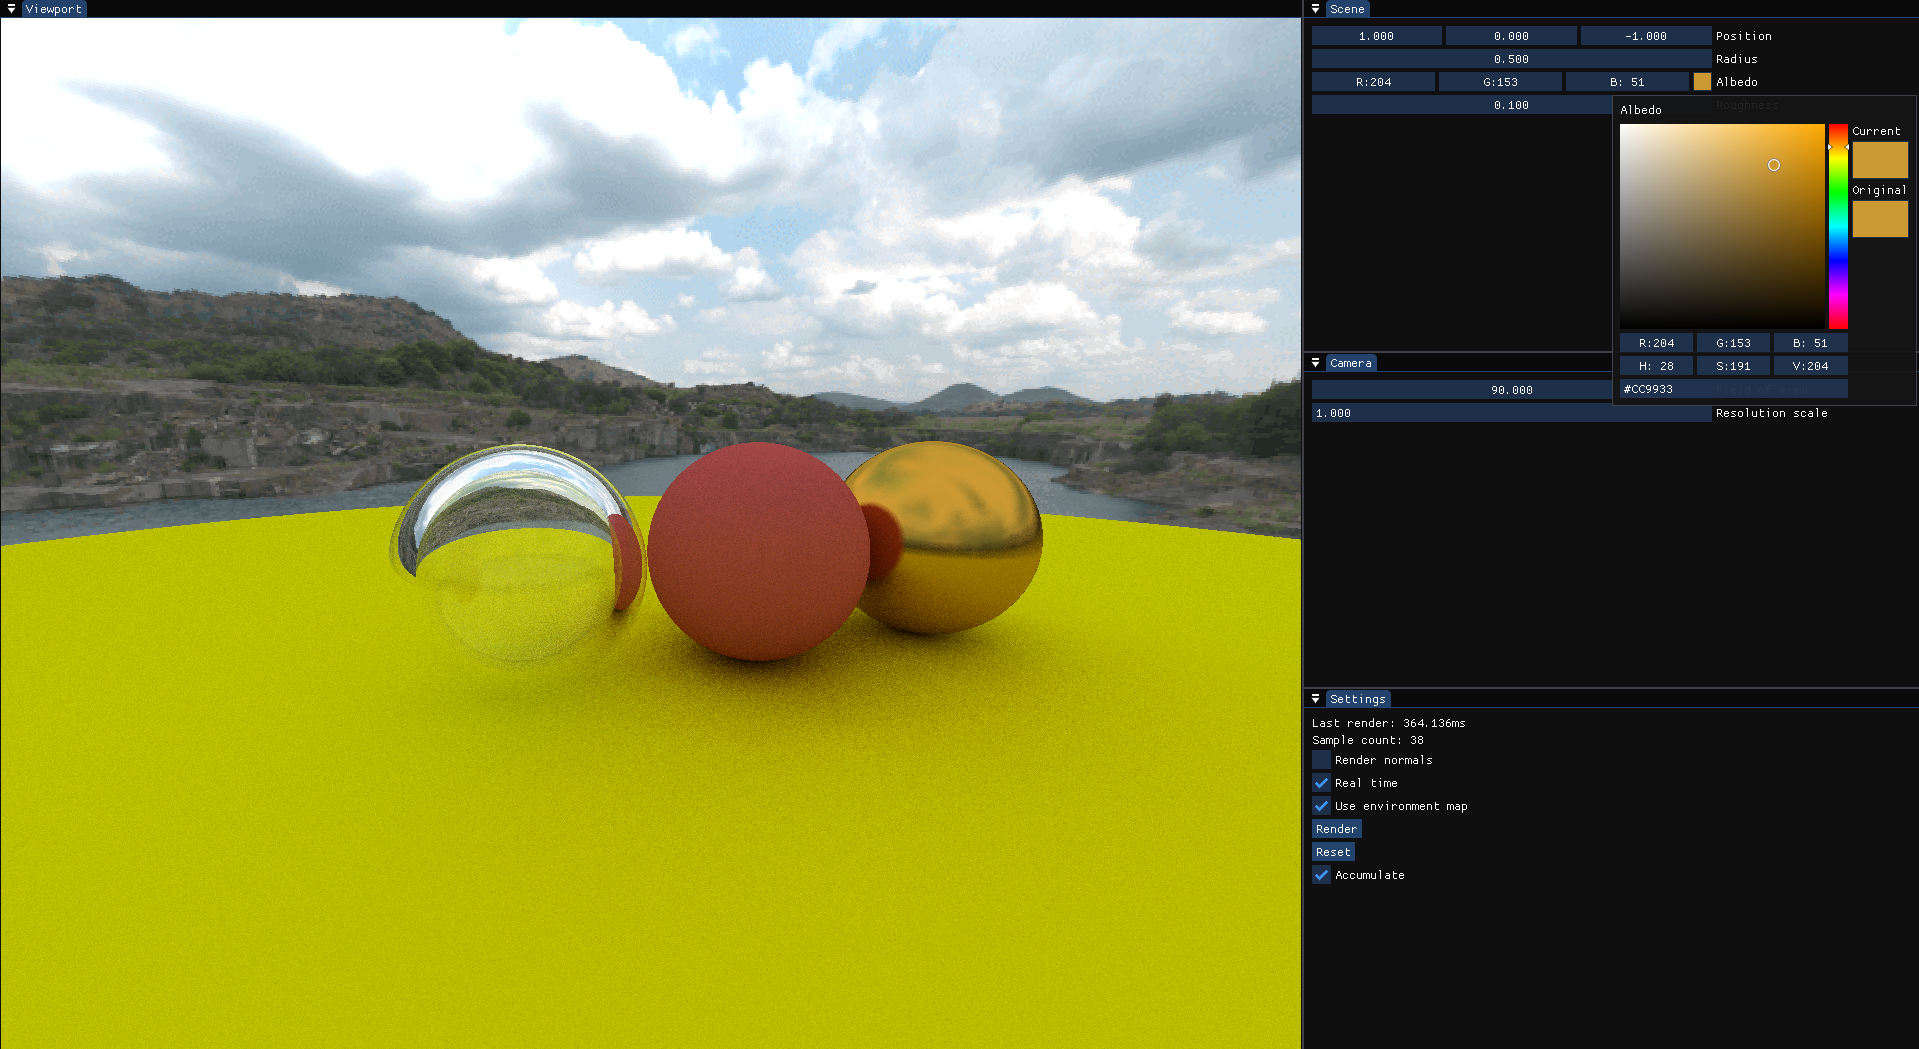 Viewport
Scene
1.000 0.000 -1.000 Position
0.500 Radius
R:204 G:153 B: 51 Albedo
0.100 Roughness
Albedo
Current
Original
R:204 G:153 B: 51
H: 28 S:191 V:204
#CC9933
Camera
90.000
1.000 Resolution scale
Settings
Last render: 364.136ms
Sample count: 38
Render normals
Real time
Use environment map
Render
Reset
Accumulate